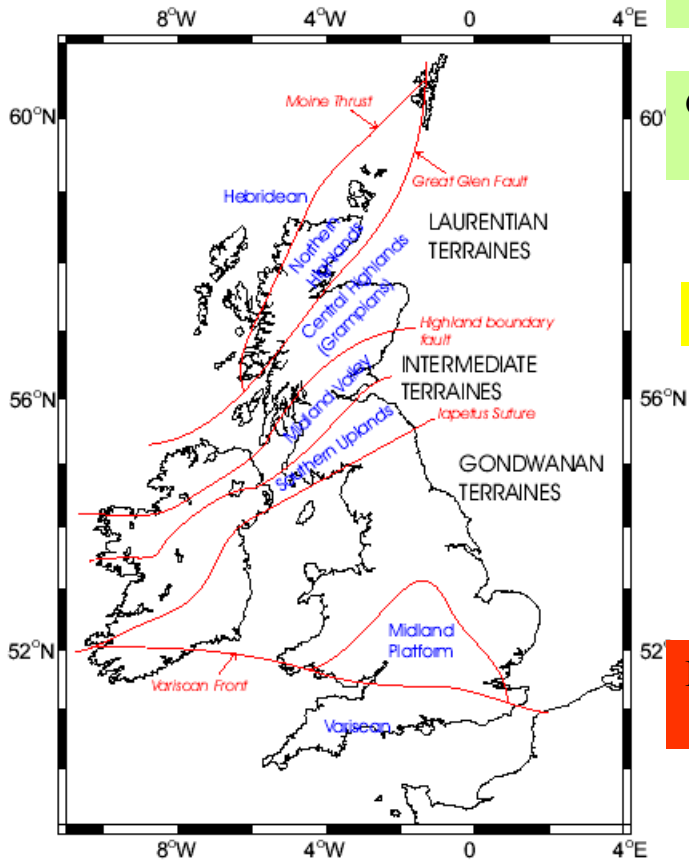 8°W 4°W 0 4°E
60°N
60°
Moine Thrust
Great Glen Fault
Hebridean
Northern
Highlands
LAURENTIAN
TERRAINES
Central Highlands
(Grampians)
Highland boundary
fault
Midland Valley
INTERMEDIATE
TERRAINES
56°N
56°N
Iapetus Suture
Southern Uplands
GONDWANAN
TERRAINES
52°N
52°
Midland
Platform
Variscan Front
Variscan
8°W 4°W 0 4°E